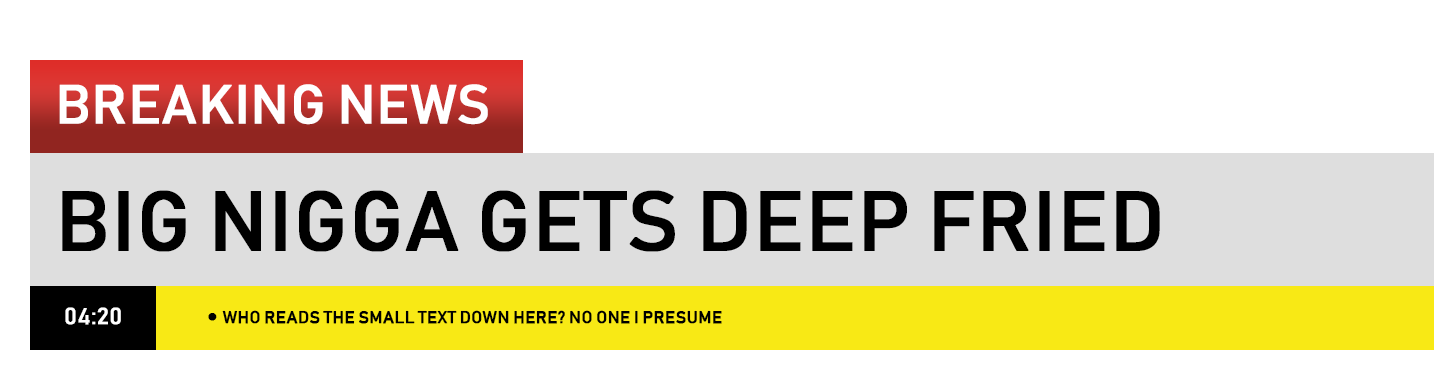 BREAKING NEWS
BIG NIGGA GETS DEEP FRIED
04:20 • WHO READS THE SMALL TEXT DOWN HERE? NO ONE I PRESUME